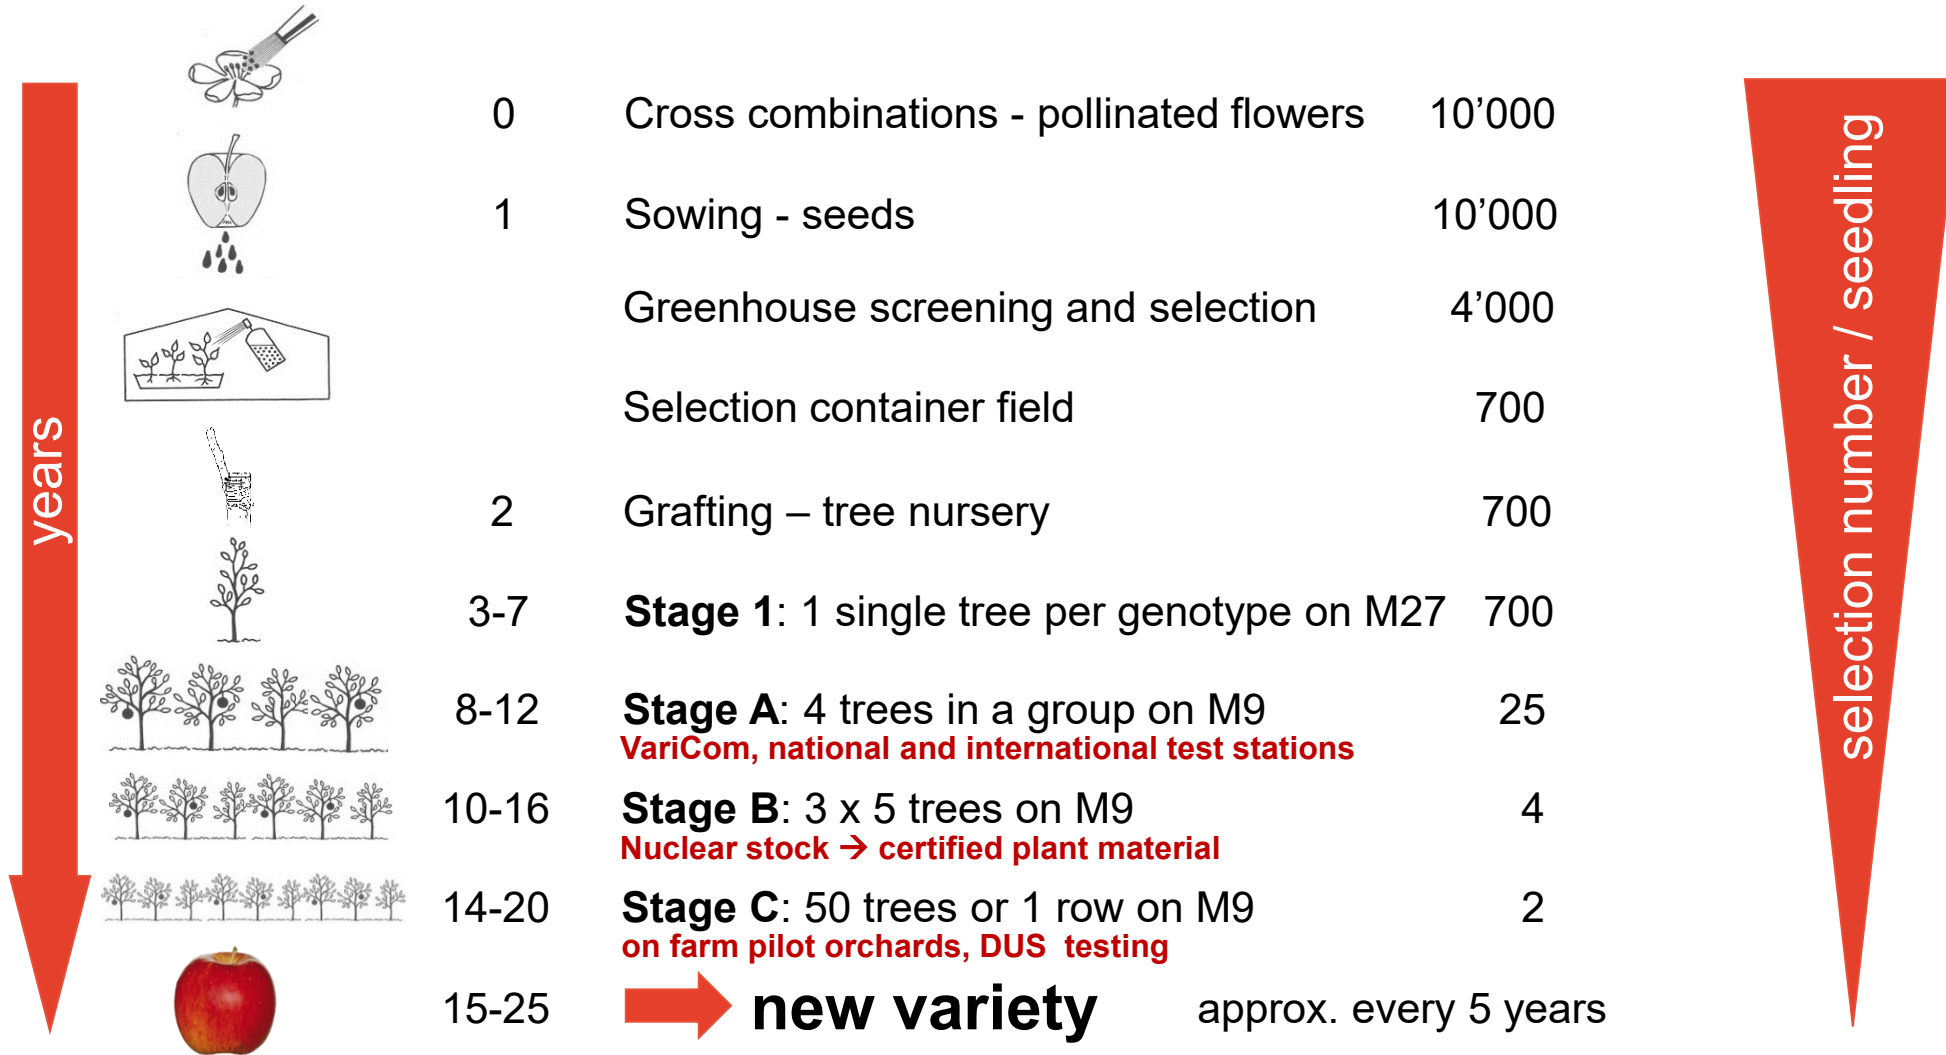 years
0 Cross combinations - pollinated flowers 10’000
1 Sowing - seeds 10’000
Greenhouse screening and selection 4’000
Selection container field 700
2 Grafting – tree nursery 700
3-7 Stage 1: 1 single tree per genotype on M27 700
8-12 Stage A: 4 trees in a group on M9 25
VariCom, national and international test stations
10-16 Stage B: 3 x 5 trees on M9 4
Nuclear stock → certified plant material
14-20 Stage C: 50 trees or 1 row on M9 2
on farm pilot orchards, DUS testing
15-25 new variety approx. every 5 years
selection number / seedling